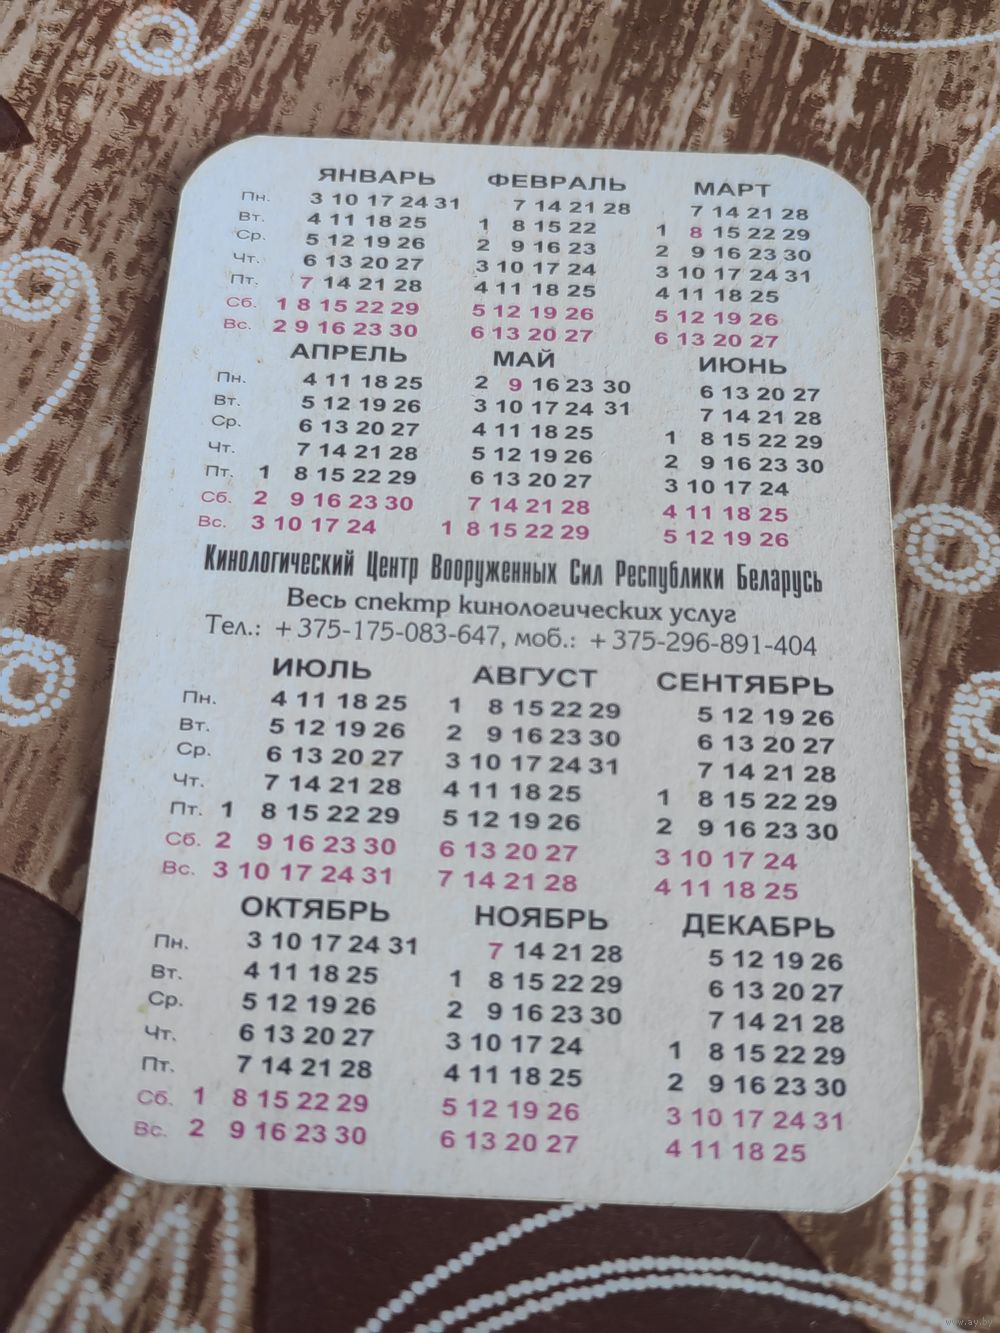 ЯНВАРЬ ФЕВРАЛЬ МАРТ
Пн. 3 10 17 24 31 7 14 21 28 7 14 21 28
Вт. 4 11 18 25 1 8 15 22 1 8 15 22 29
Ср. 5 12 19 26 2 9 16 23 2 9 16 23 30
Чт. 6 13 20 27 3 10 17 24 3 10 17 24 31
Пт. 7 14 21 28 4 11 18 25 4 11 18 25
Сб. 1 8 15 22 29 5 12 19 26 5 12 19 26
Вс. 2 9 16 23 30 6 13 20 27 6 13 20 27
АПРЕЛЬ МАЙ ИЮНЬ
Пн. 4 11 18 25 2 9 16 23 30 6 13 20 27
Вт. 5 12 19 26 3 10 17 24 31 7 14 21 28
Ср. 6 13 20 27 4 11 18 25 1 8 15 22 29
Чт. 7 14 21 28 5 12 19 26 2 9 16 23 30
Пт. 1 8 15 22 29 6 13 20 27 3 10 17 24
Сб. 2 9 16 23 30 7 14 21 28 4 11 18 25
Вс. 3 10 17 24 1 8 15 22 29 5 12 19 26
Кинологический Центр Вооруженных Сил Республики Беларусь
Весь спектр кинологических услуг
Тел.: +375-175-083-647, моб.: +375-296-891-404
ИЮЛЬ АВГУСТ СЕНТЯБРЬ
Пн. 4 11 18 25 1 8 15 22 29 5 12 19 26
Вт. 5 12 19 26 2 9 16 23 30 6 13 20 27
Ср. 6 13 20 27 3 10 17 24 31 7 14 21 28
Чт. 7 14 21 28 4 11 18 25 1 8 15 22 29
Пт. 1 8 15 22 29 5 12 19 26 2 9 16 23 30
Сб. 2 9 16 23 30 6 13 20 27 3 10 17 24
Вс. 3 10 17 24 31 7 14 21 28 4 11 18 25
ОКТЯБРЬ НОЯБРЬ ДЕКАБРЬ
Пн. 3 10 17 24 31 7 14 21 28 5 12 19 26
Вт. 4 11 18 25 1 8 15 22 29 6 13 20 27
Ср. 5 12 19 26 2 9 16 23 30 7 14 21 28
Чт. 6 13 20 27 3 10 17 24 1 8 15 22 29
Пт. 7 14 21 28 4 11 18 25 2 9 16 23 30
Сб. 1 8 15 22 29 5 12 19 26 3 10 17 24 31
Вс. 2 9 16 23 30 6 13 20 27 4 11 18 25
www.ay.by